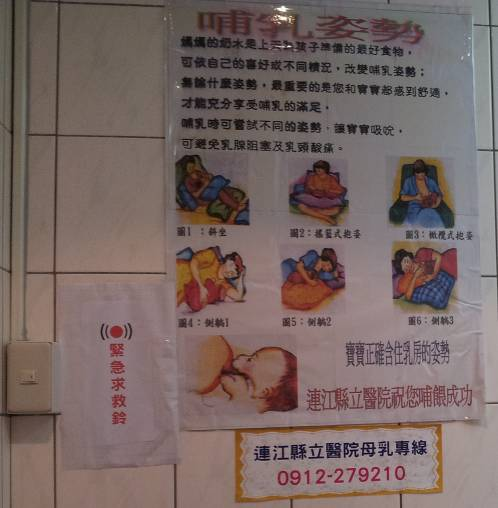 哺乳姿勢
媽媽的奶水是上天為孩子準備的最好食物，
可依自己的喜好或不同情況，改變哺乳姿勢；
無論什麼姿勢，最重要的是您和寶寶都感到舒適，
才能充分享受哺乳的滿足，
哺乳時可嘗試不同的姿勢、讓寶寶吸吮，
可避免乳腺阻塞及乳頭酸痛。
圖1：斜坐
圖2：搖籃式抱姿
圖3：橄欖式抱姿
圖4：側躺1
圖5：側躺2
圖6：側躺3
寶寶正確含住乳房的姿勢
連江縣立醫院祝您哺餵成功
緊急求救鈴
連江縣立醫院母乳專線
0912-279210